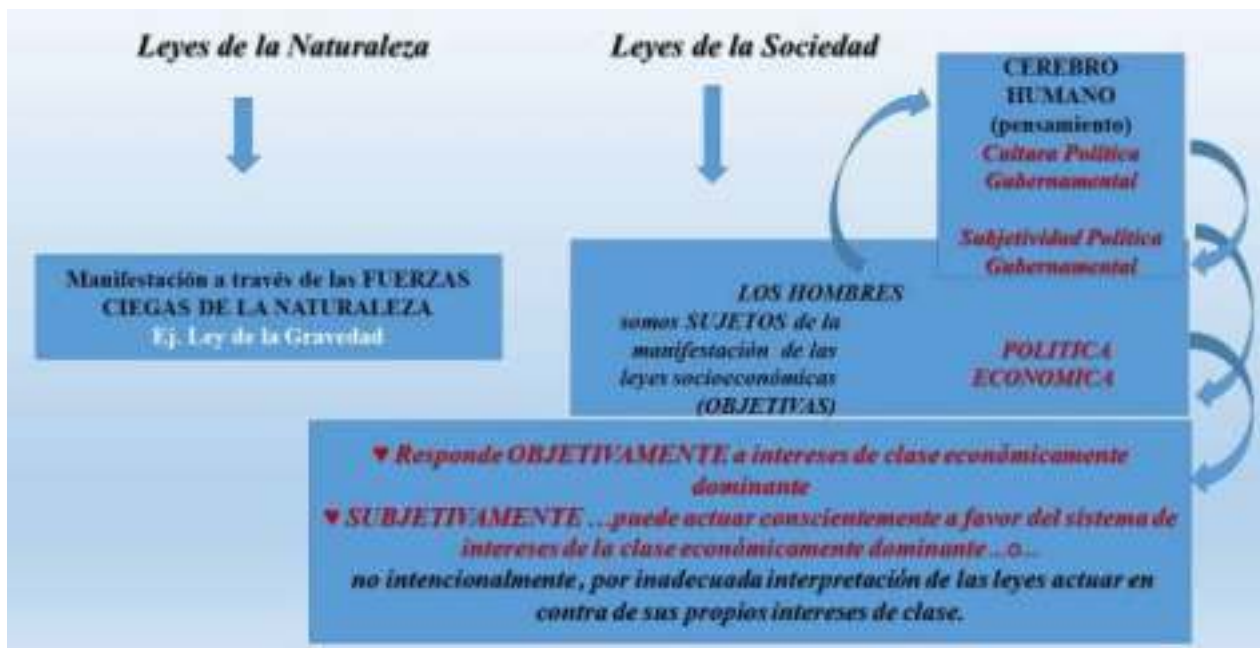 Leyes de la Naturaleza
Leyes de la Sociedad
CEREBRO
HUMANO
(pensamiento)
Cultura Política
Gubernamental
Subjetividad Política
Gubernamental
Manifestación a través de las FUERZAS
CIEGAS DE LA NATURALEZA
Ej. Ley de la Gravedad
LOS HOMBRES
somos SUJETOS de la
manifestación de las
leyes socioeconómicas
(OBJETIVAS)
POLITICA
ECONOMICA
♥ Responde OBJETIVAMENTE a intereses de clase económicamente
dominante
♥ SUBJETIVAMENTE ...puede actuar conscientemente a favor del sistema de
intereses de la clase económicamente dominante ...o...
no intencionalmente, por inadecuada interpretación de las leyes actuar en
contra de sus propios intereses de clase.